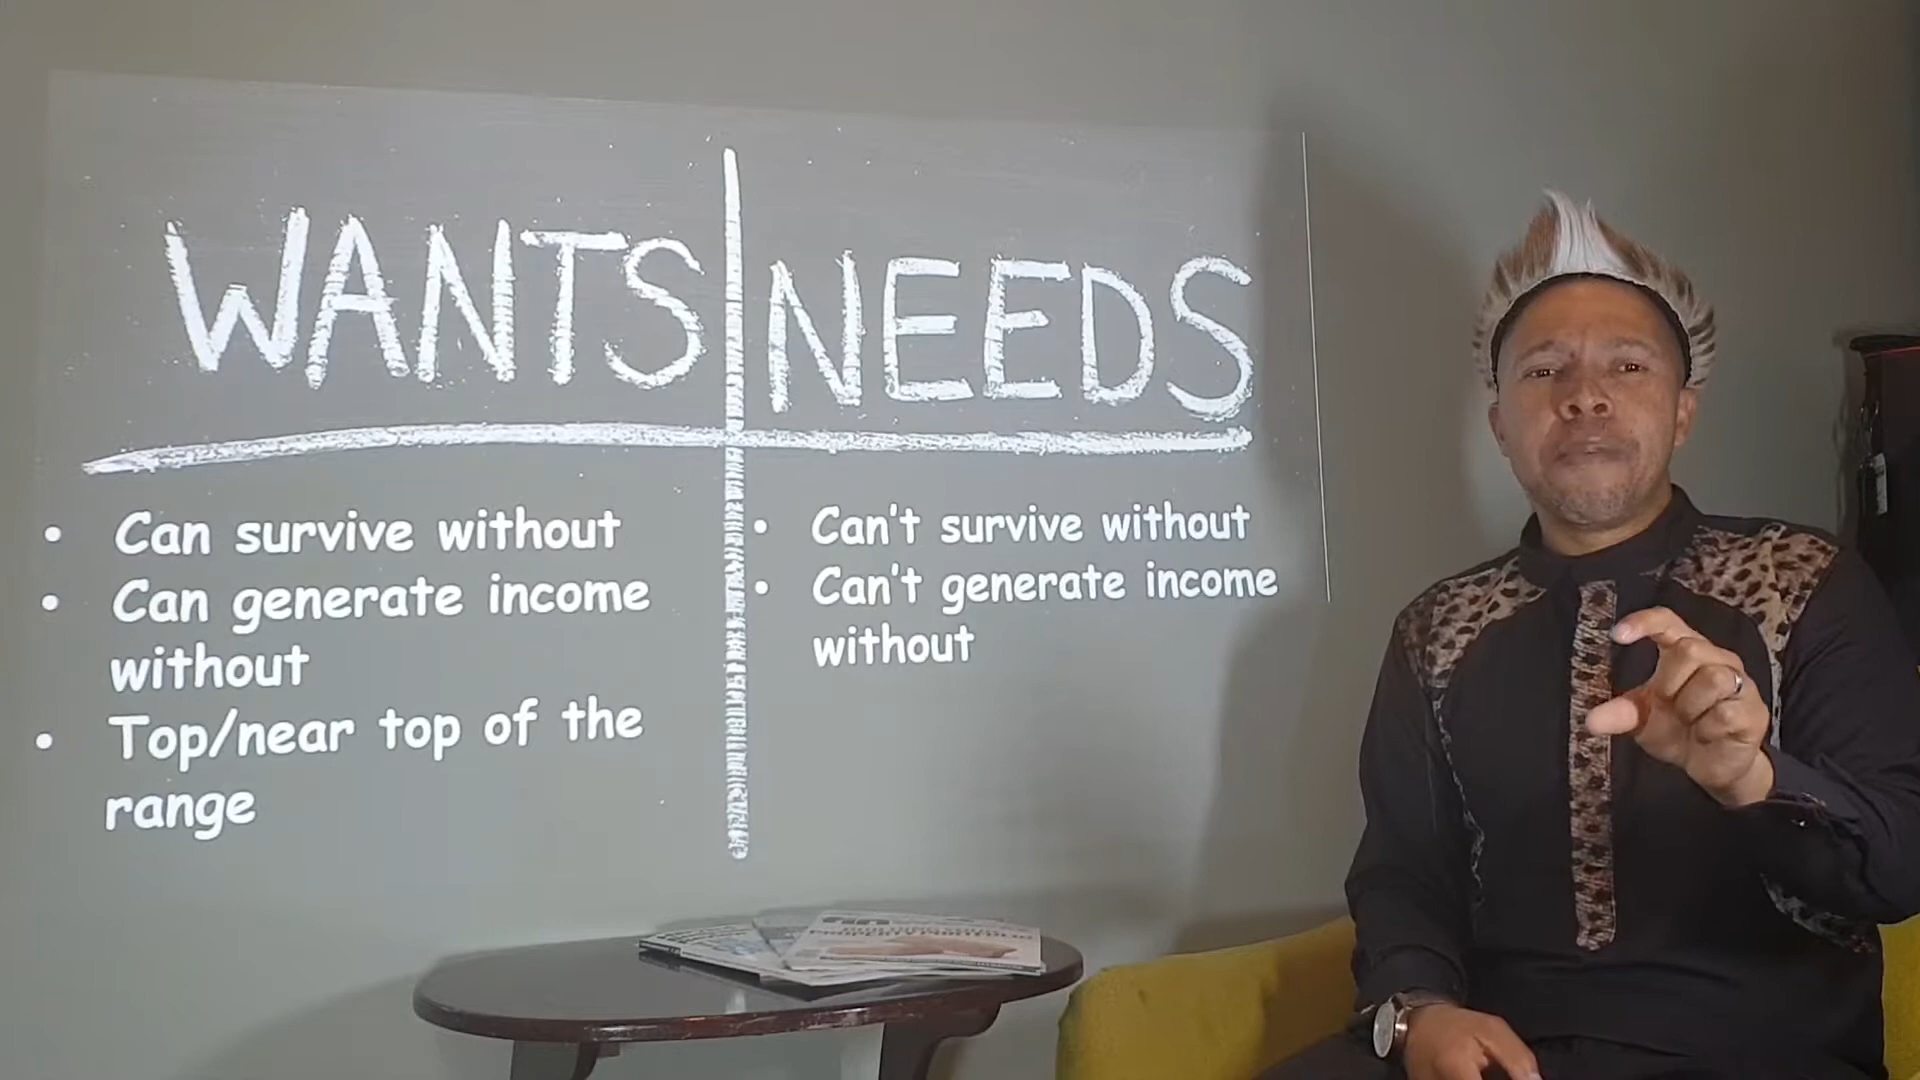 WANTS
NEEDS
• Can survive without
• Can generate income
without
• Top/near top of the
range
• Can't survive without
• Can't generate income
without